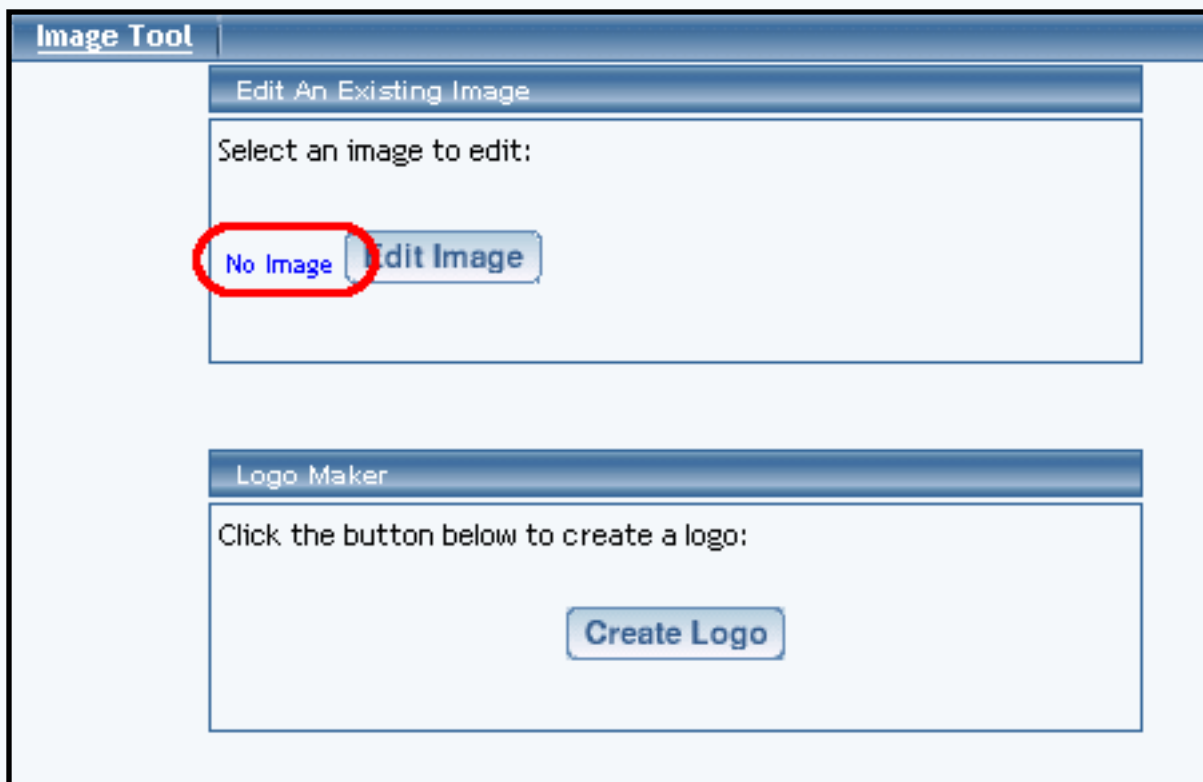 Image Tool
Edit An Existing Image
Select an image to edit:
No Image Edit Image
Logo Maker
Click the button below to create a logo:
Create Logo